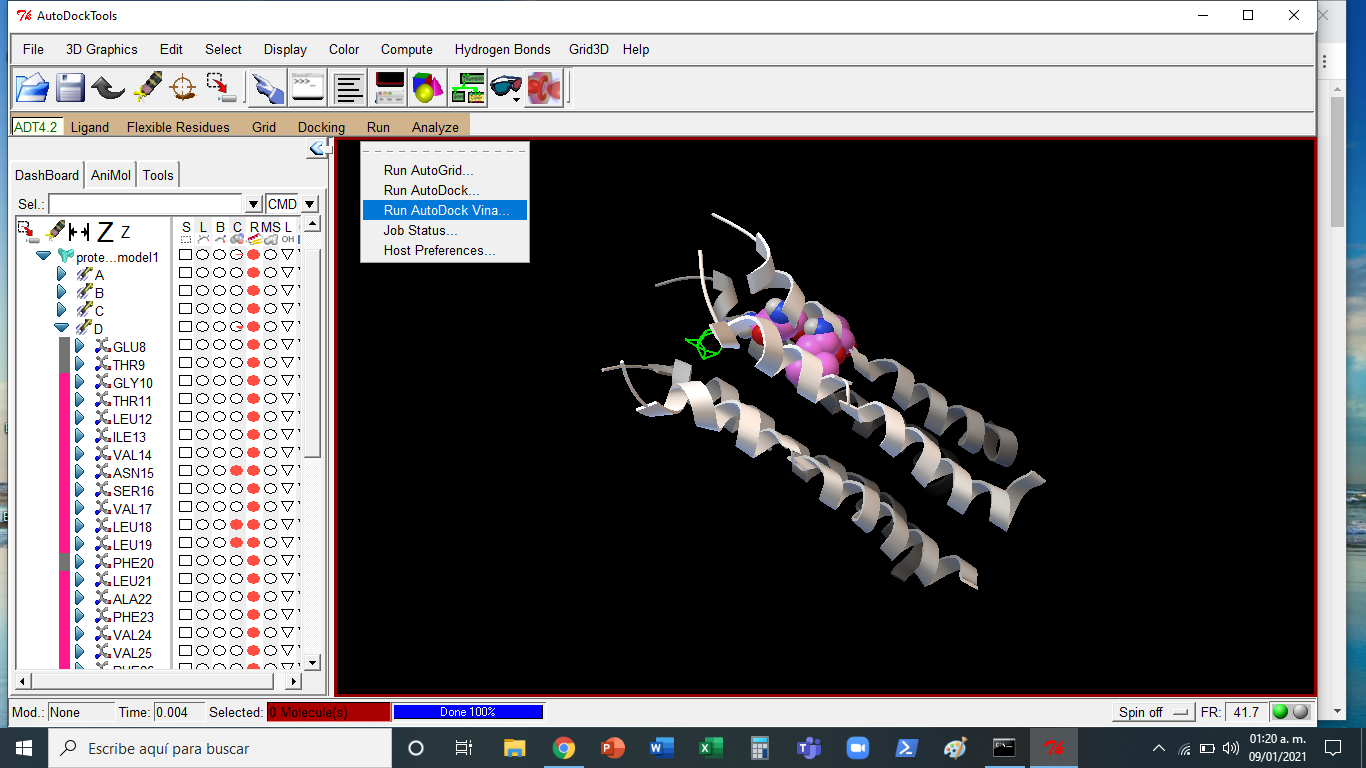 AutoDockTools
File 3D Graphics Edit Select Display Color Compute Hydrogen Bonds Grid3D Help
ADT4.2 Ligand Flexible Residues Grid Docking Run Analyze
Run AutoGrid...
Run AutoDock...
Run AutoDock Vina...
Job Status...
Host Preferences...
DashBoard AniMol Tools
Sel.: CMD
Z Z S L B C R MS L
OH
prote...model1
A
B
C
D
GLU8
THR9
GLY10
THR11
LEU12
ILE13
VAL14
ASN15
SER16
VAL17
LEU18
LEU19
PHE20
LEU21
ALA22
PHE23
VAL24
VAL25
Mod.: None Time: 0.004 Selected: 0 Molecule(s) Done 100% Spin off FR: 41.7
Escribe aquí para buscar
01:20 a. m.
09/01/2021